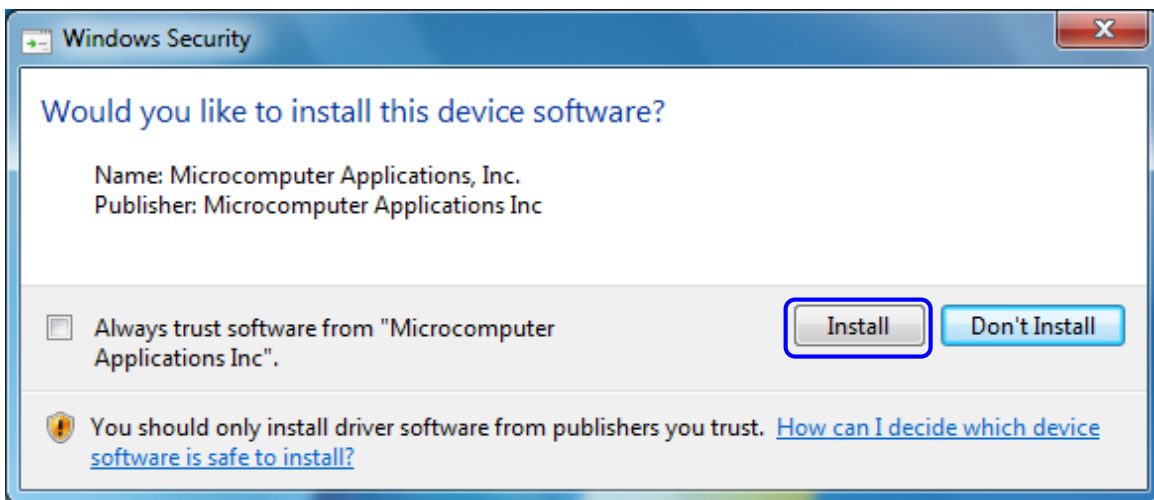 Windows Security
Would you like to install this device software?
Name: Microcomputer Applications, Inc.
Publisher: Microcomputer Applications Inc
Always trust software from "Microcomputer
Applications Inc".
Install
Don't Install
You should only install driver software from publishers you trust. How can I decide which device
software is safe to install?